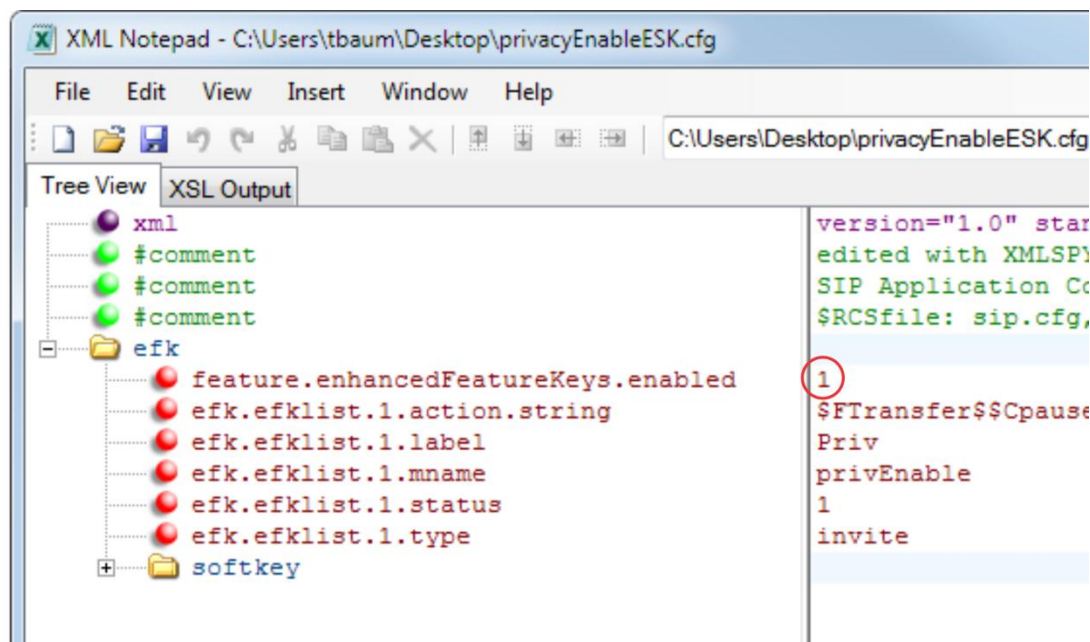 XML Notepad - C:\Users\tbaum\Desktop\privacyEnableESK.cfg
File Edit View Insert Window Help
C:\Users\Desktop\privacyEnableESK.cfg
Tree View XSL Output
xml version="1.0" stan
#comment edited with XMLSPY
#comment SIP Application Co
#comment $RCSfile: sip.cfg,
efk
feature.enhancedFeatureKeys.enabled 1
efk.efklist.1.action.string $FTransfer$$Cpause
efk.efklist.1.label Priv
efk.efklist.1.mname privEnable
efk.efklist.1.status 1
efk.efklist.1.type invite
softkey